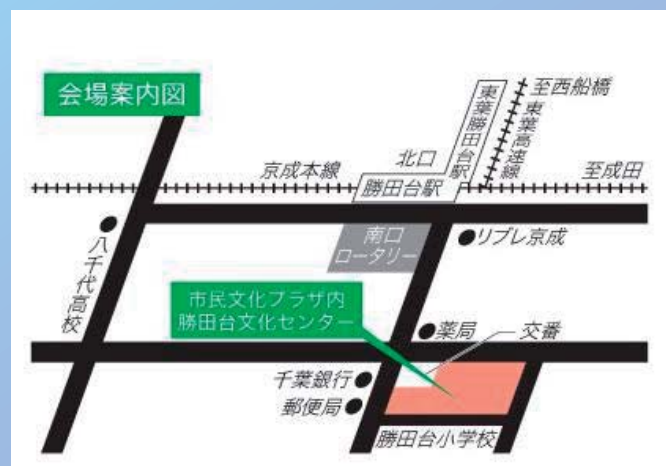 会場案内図
至西船橋
東葉勝田台駅
東葉高速線
北口
京成本線
勝田台駅
至成田
南口
ロータリー
リブレ京成
八千代高校
市民文化プラザ内
勝田台文化センター
薬局
交番
千葉銀行
郵便局
勝田台小学校